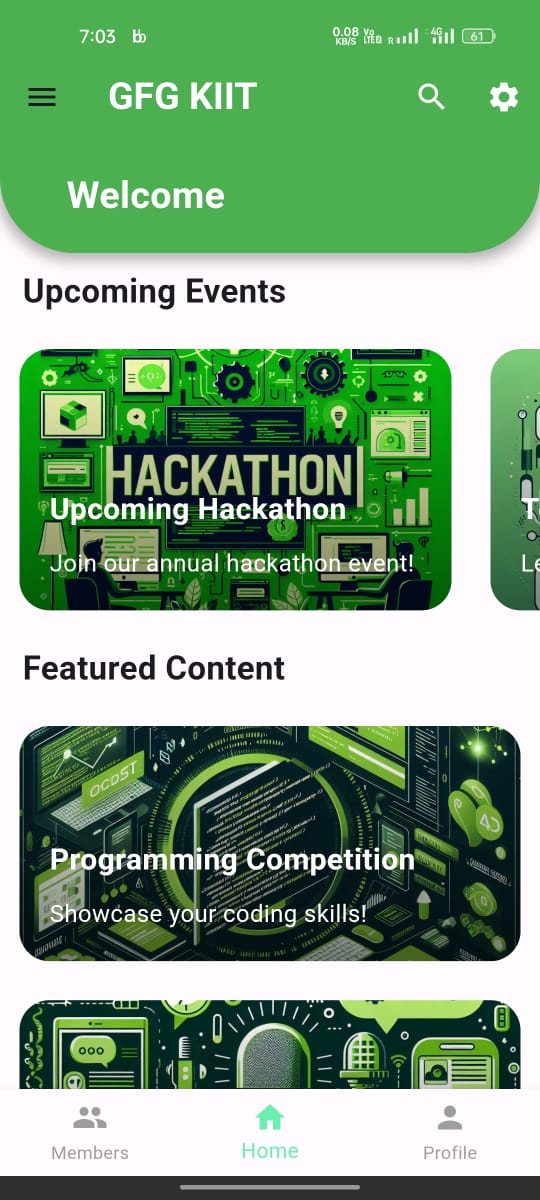 7:03
0.08 KB/S
Vo LTE
R
4G
61
GFG KIIT
Welcome
Upcoming Events
HACKATHON
Upcoming Hackathon
Join our annual hackathon event!
T
Le
Featured Content
OCOST
Programming Competition
Showcase your coding skills!
Members
Home
Profile